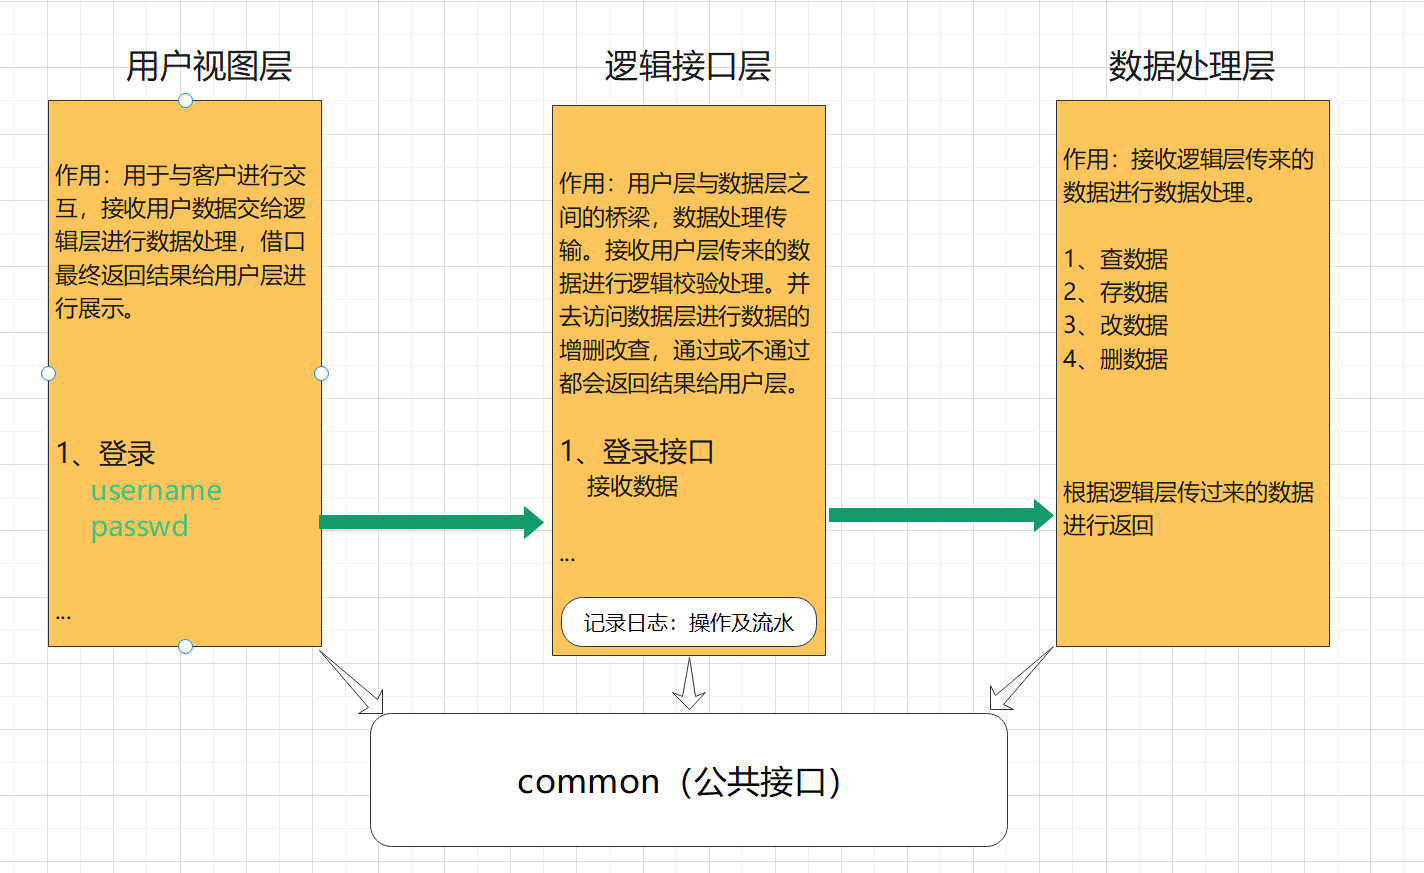 用户视图层
作用：用于与客户进行交
互，接收用户数据交给逻
辑层进行数据处理，借口
最终返回结果给用户层进
行展示。
1、登录
username
passwd
...
逻辑接口层
作用：用户层与数据层之
间的桥梁，数据处理传
输。接收用户层传来的数
据进行逻辑校验处理。并
去访问数据层进行数据的
增删改查，通过或不通过
都会返回结果给用户层。
1、登录接口
接收数据
...
记录日志：操作及流水
数据处理层
作用：接收逻辑层传来的
数据进行数据处理。
1、查数据
2、存数据
3、改数据
4、删数据
根据逻辑层传过来的数据
进行返回
common（公共接口）